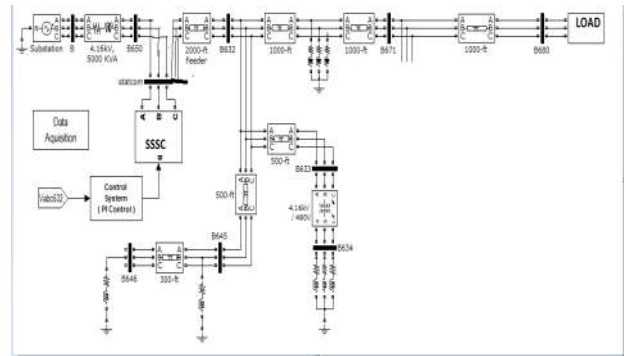 Substation
B
4.16kV,
5000 KVA
B650
2000-ft
Feeder
B632
1000-ft
1000-ft
B671
1000-ft
B680
LOAD
statcom
Data
Aquisition
A
B
C
SSSC
Vabc632
Control
System
( PI Control )
500-ft
B633
500-ft
4.16kV
/ 480V
B634
B645
300-ft
B646